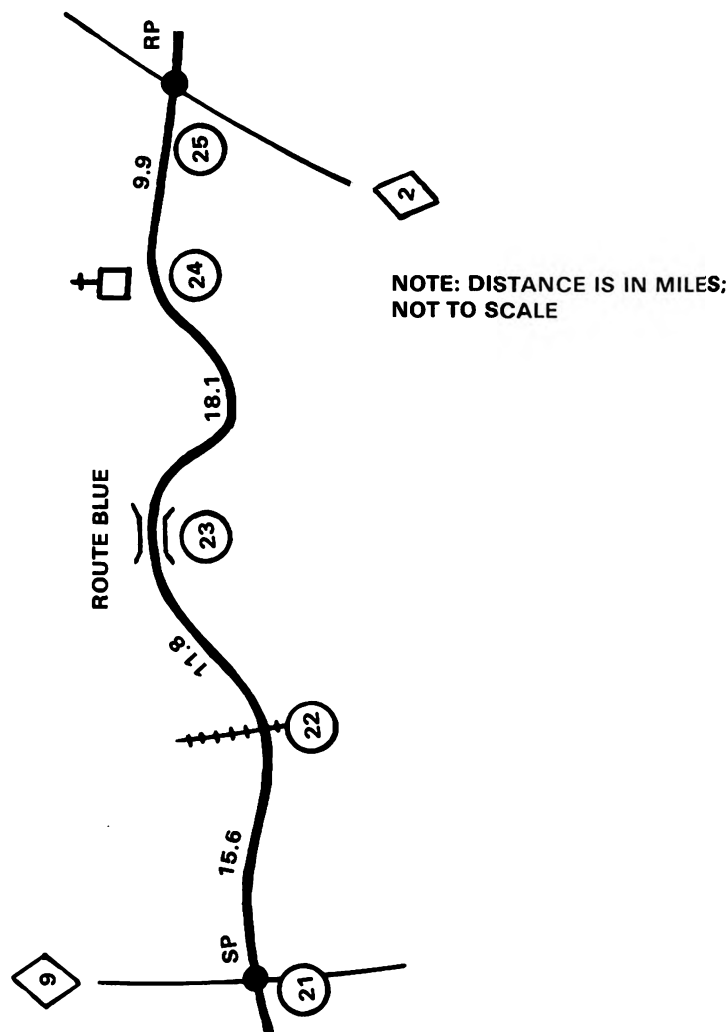 ROUTE BLUE
9
SP
21
15.6
22
11.8
23
18.1
24
9.9
25
RP
2
NOTE: DISTANCE IS IN MILES;
NOT TO SCALE